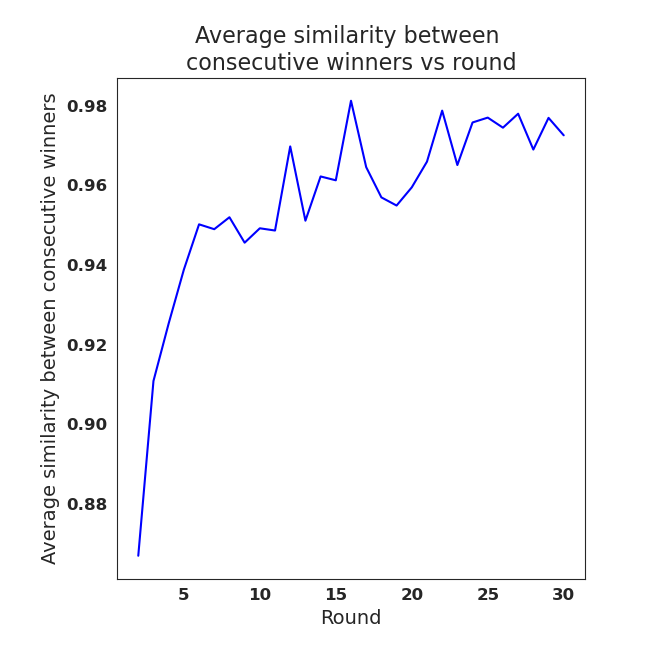 Average similarity between
consecutive winners vs round
Average similarity between consecutive winners
0.98
0.96
0.94
0.92
0.90
0.88
5 10 15 20 25 30
Round